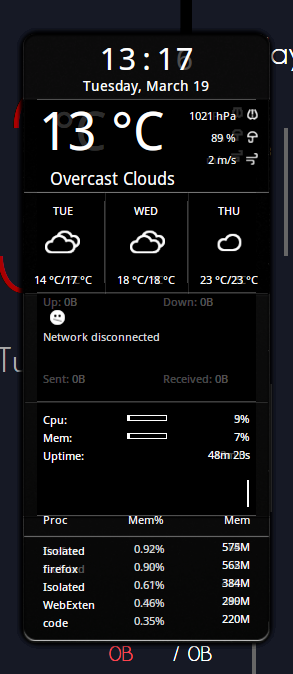 13:17
Tuesday, March 19
13 °C
1021 hPa
89 %
2 m/s
Overcast Clouds
TUE WED THU
14 °C/17 °C 18 °C/18 °C 23 °C/23 °C
Up: 0B Down: 0B
Network disconnected
Sent: 0B Received: 0B
Cpu: 9%
Mem: 7%
Uptime: 48m 23s
Proc Mem% Mem
Isolated 0.92% 575M
firefox 0.90% 563M
Isolated 0.61% 384M
WebExten 0.46% 290M
code 0.35% 220M
0B / 0B